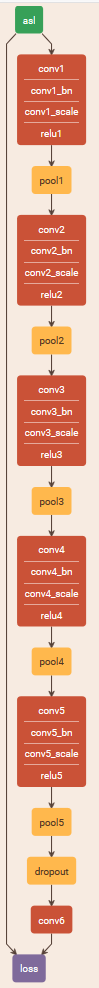 asl
conv1
conv1_bn
conv1_scale
relu1
pool1
conv2
conv2_bn
conv2_scale
relu2
pool2
conv3
conv3_bn
conv3_scale
relu3
pool3
conv4
conv4_bn
conv4_scale
relu4
pool4
conv5
conv5_bn
conv5_scale
relu5
pool5
dropout
conv6
loss